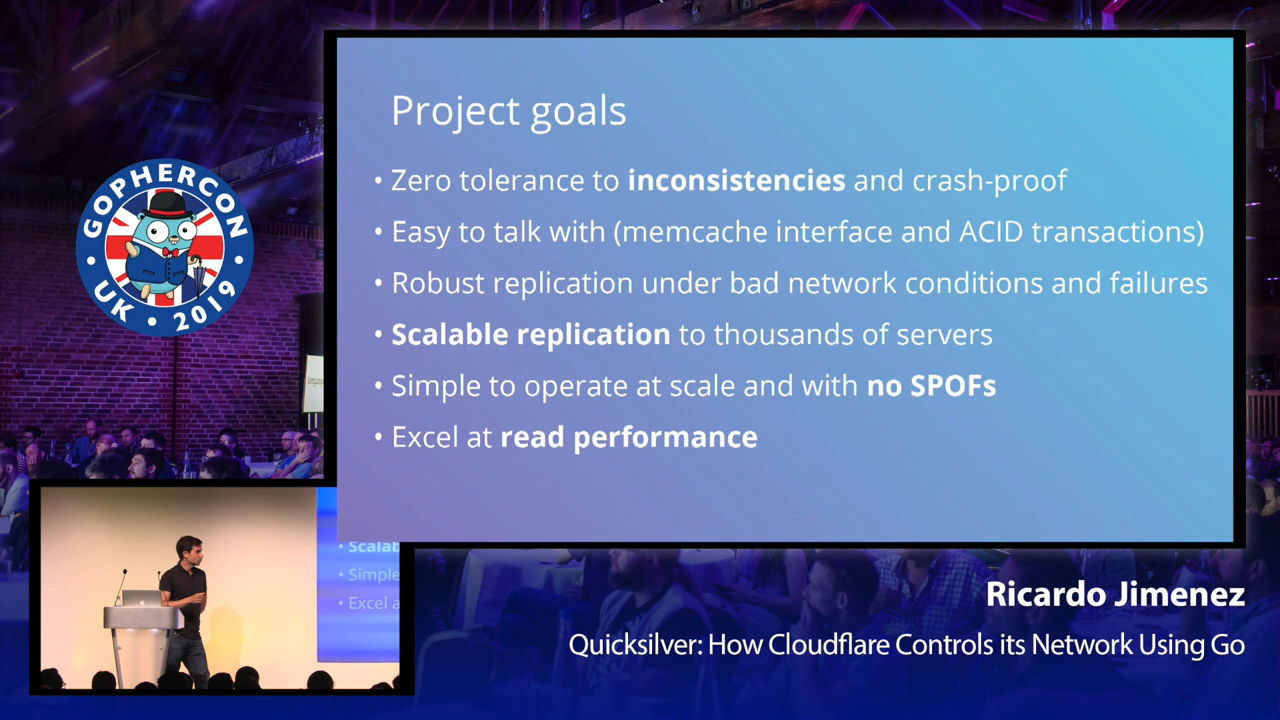 GOPHERCON
UK • 2019
Project goals
• Zero tolerance to inconsistencies and crash-proof
• Easy to talk with (memcache interface and ACID transactions)
• Robust replication under bad network conditions and failures
• Scalable replication to thousands of servers
• Simple to operate at scale and with no SPOFs
• Excel at read performance
• Scalab
• Simple
• Excel a
Ricardo Jimenez
Quicksilver: How Cloudflare Controls its Network Using Go